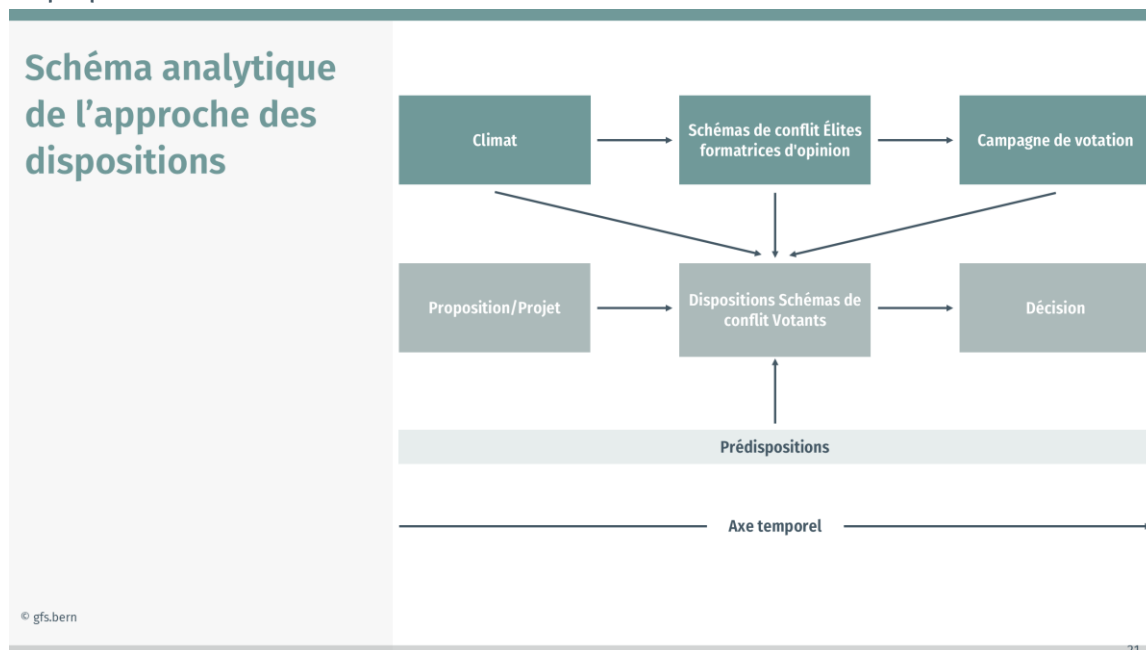 Schéma analytique
de l'approche des
dispositions
Climat
Schémas de conflit Élites
formatrices d'opinion
Campagne de votation
Proposition/Projet
Dispositions Schémas de
conflit Votants
Décision
Prédispositions
Axe temporel
© gfs.bern